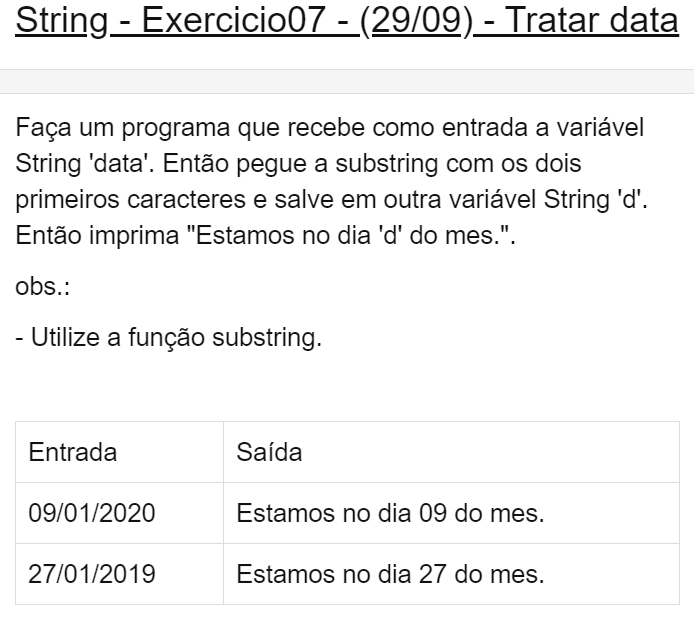 String - Exercicio07 - (29/09) - Tratar data
Faça um programa que recebe como entrada a variável
String 'data'. Então pegue a substring com os dois
primeiros caracteres e salve em outra variável String 'd'.
Então imprima "Estamos no dia 'd' do mes.".
obs.:
- Utilize a função substring.
Entrada Saída
09/01/2020 Estamos no dia 09 do mes.
27/01/2019 Estamos no dia 27 do mes.